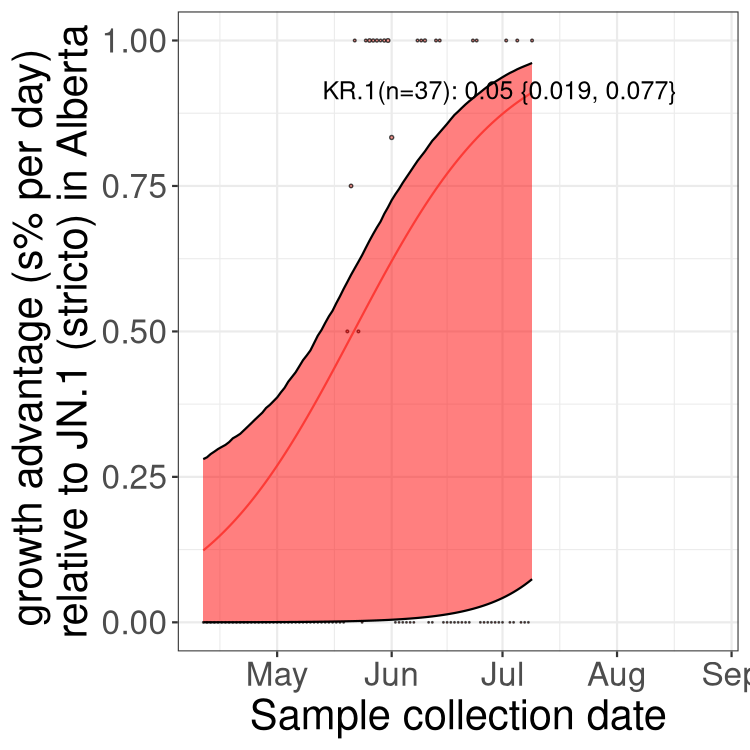 growth advantage (s% per day)
relative to JN.1 (stricto) in Alberta
1.00
0.75
0.50
0.25
0.00
KR.1(n=37): 0.05 {0.019, 0.077}
May Jun Jul Aug Sep
Sample collection date